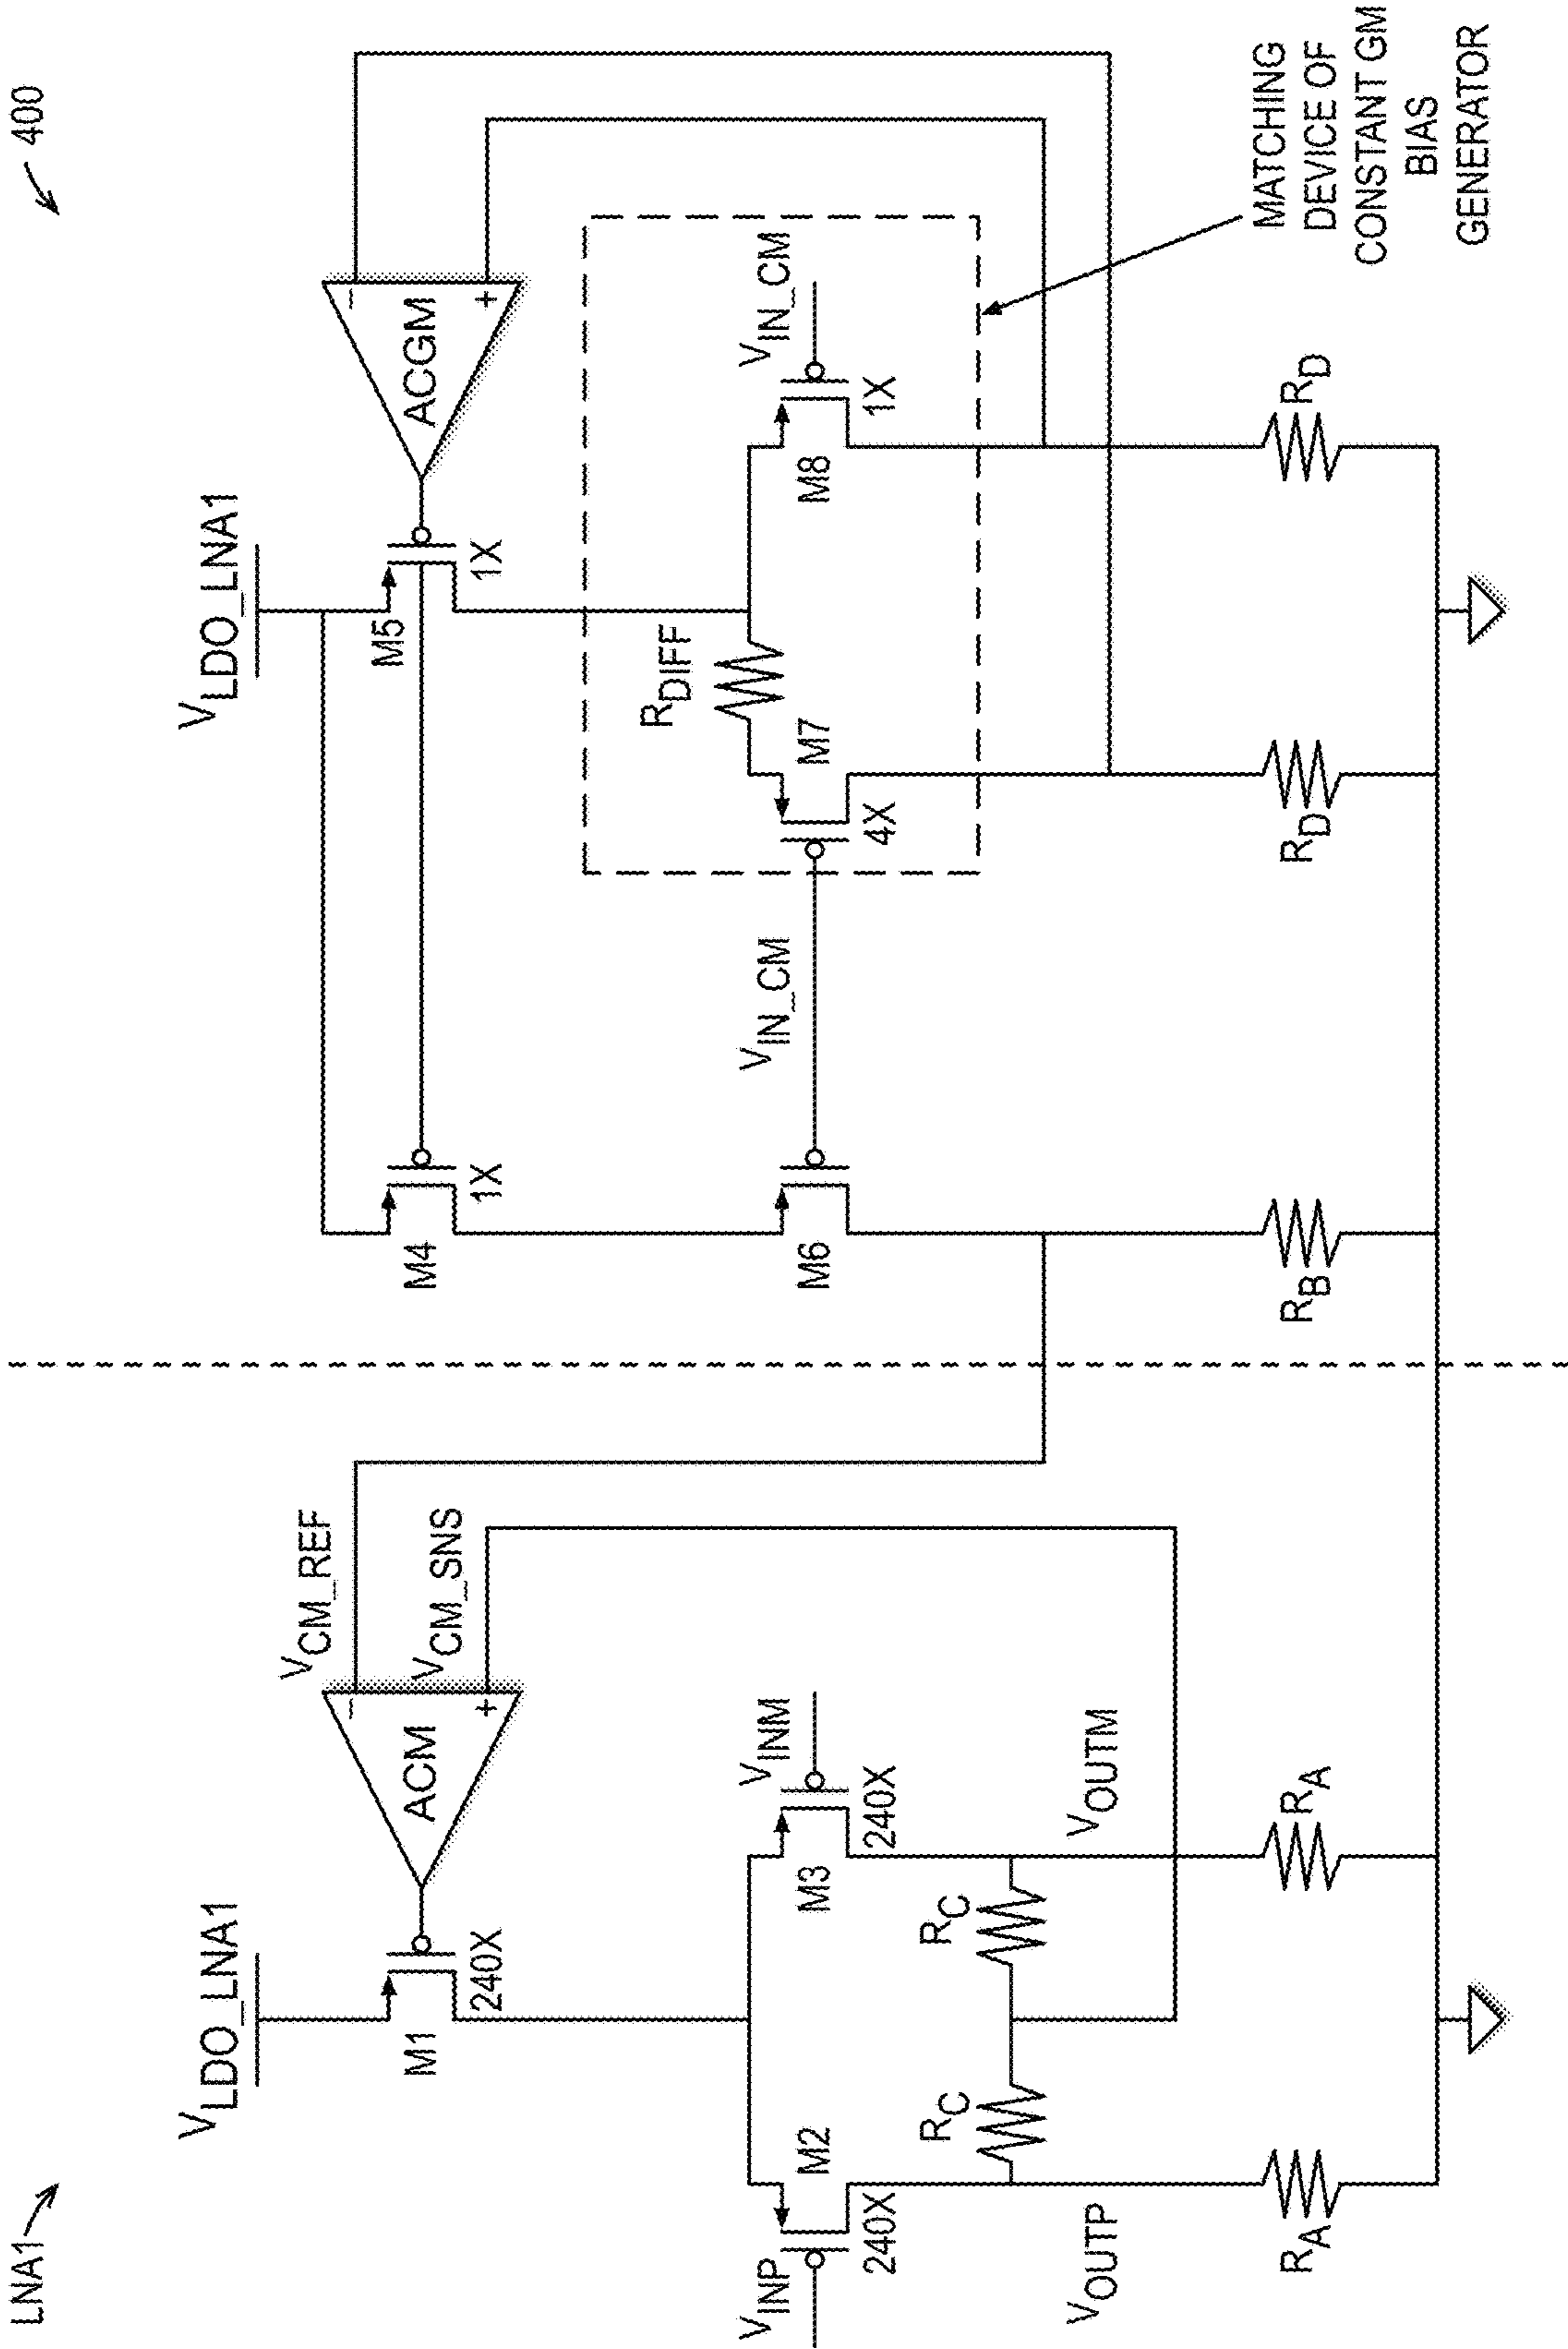 LNA1
400
VLDO_LNA1
VLDO_LNA1
VCM_REF
VCM_SNS
ACM
ACGM
−
+
−
+
M1
240X
M4
1X
M5
1X
RDIFF
VINP
M2
240X
M3
VINM
240X
M6
VIN_CM
M7
4X
M8
VIN_CM
1X
RC
RC
VOUTP
VOUTM
RA
RA
RB
RD
RD
MATCHING
DEVICE OF
CONSTANT GM
BIAS
GENERATOR